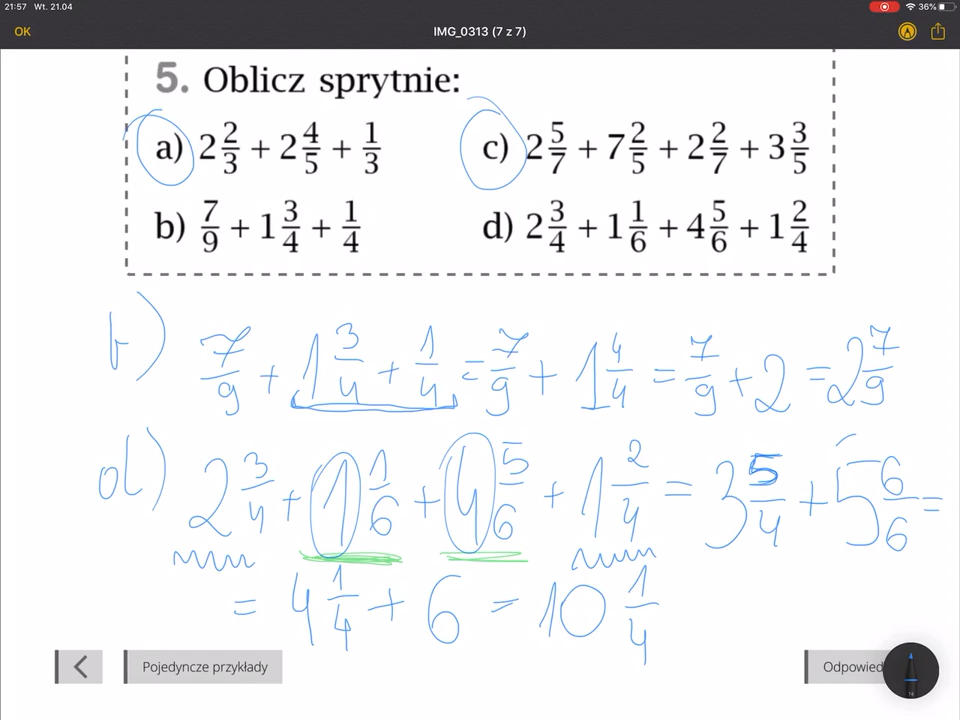 21:57 Wt. 21.04 36%
OK IMG_0313 (7 z 7)
5. Oblicz sprytnie:
a) 2 2/3 + 2 4/5 + 1/3
c) 2 5/7 + 7 2/5 + 2 2/7 + 3 3/5
b) 7/9 + 1 3/4 + 1/4
d) 2 3/4 + 1 1/6 + 4 5/6 + 1 2/4
b) 7/9 + 1 3/4 + 1/4 = 7/9 + 1 4/4 = 7/9 + 2 = 2 7/9
d) 2 3/4 + 1 1/6 + 4 5/6 + 1 2/4 = 3 5/4 + 5 6/6 =
= 4 1/4 + 6 = 10 1/4
Pojedyncze przykłady